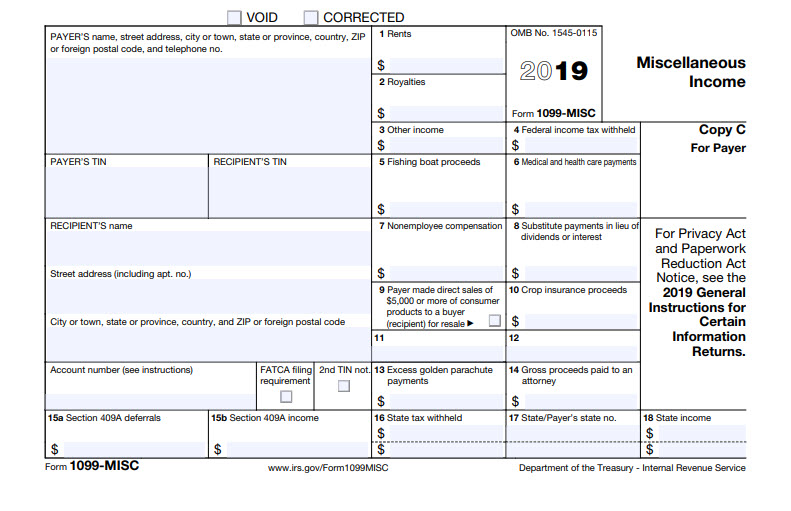 VOID CORRECTED
PAYER'S name, street address, city or town, state or province, country, ZIP
or foreign postal code, and telephone no.
1 Rents
$
OMB No. 1545-0115
2019
Form 1099-MISC
Miscellaneous
Income
2 Royalties
$
3 Other income
$
4 Federal income tax withheld
$
Copy C
For Payer
PAYER'S TIN
RECIPIENT'S TIN
5 Fishing boat proceeds
$
6 Medical and health care payments
$
RECIPIENT'S name
7 Nonemployee compensation
$
8 Substitute payments in lieu of
dividends or interest
$
For Privacy Act
and Paperwork
Reduction Act
Notice, see the
2019 General
Instructions for
Certain
Information
Returns.
Street address (including apt. no.)
9 Payer made direct sales of
$5,000 or more of consumer
products to a buyer
(recipient) for resale ▶
10 Crop insurance proceeds
$
City or town, state or province, country, and ZIP or foreign postal code
11
12
Account number (see instructions)
FATCA filing
requirement
2nd TIN not.
13 Excess golden parachute
payments
$
14 Gross proceeds paid to an
attorney
$
15a Section 409A deferrals
$
15b Section 409A income
$
16 State tax withheld
$
$
17 State/Payer's state no.
18 State income
$
$
Form 1099-MISC
www.irs.gov/Form1099MISC
Department of the Treasury - Internal Revenue Service